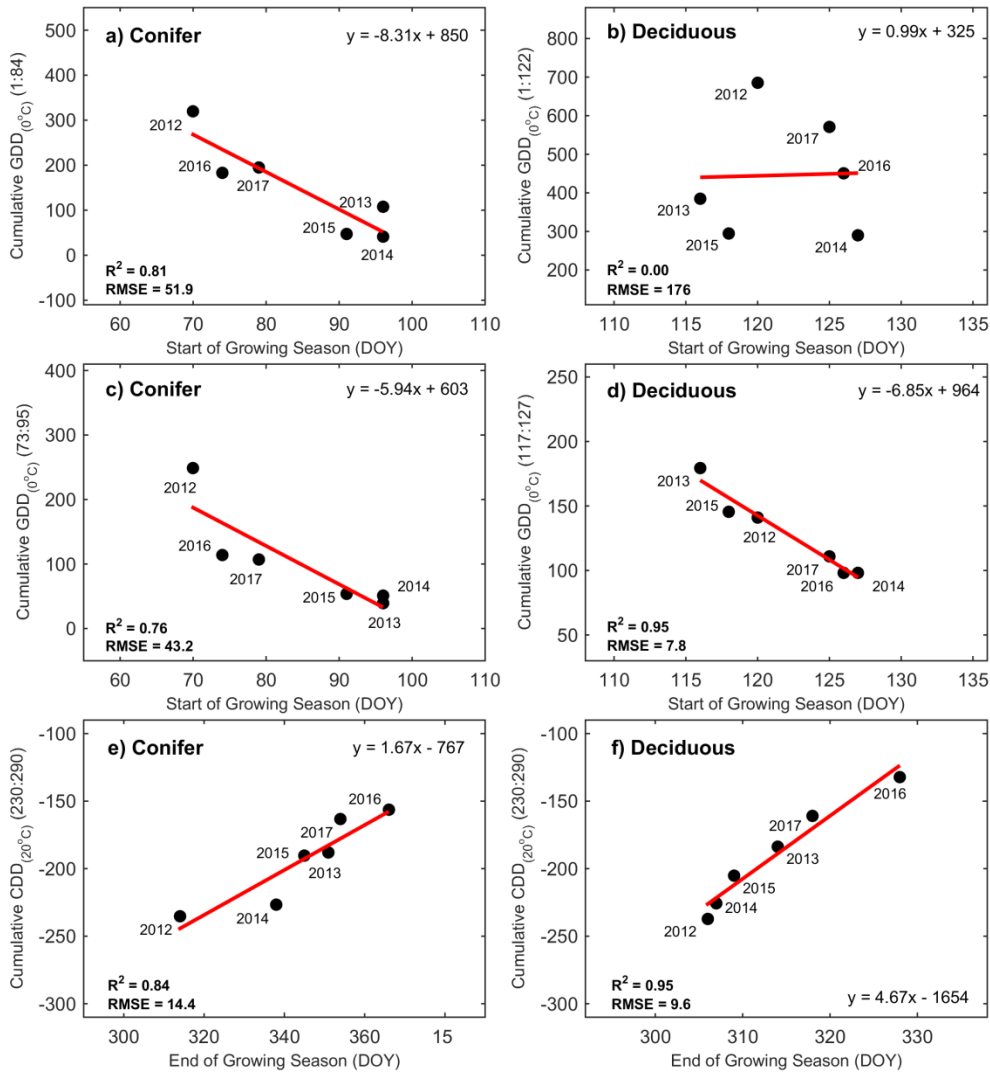 a) Conifer
y = -8.31x + 850
Cumulative GDD(0°C) (1:84)
500
400
300
200
100
0
-100
2012
2016
2017
2013
2015
2014
R² = 0.81
RMSE = 51.9
60 70 80 90 100 110
Start of Growing Season (DOY)
b) Deciduous
y = 0.99x + 325
Cumulative GDD(0°C) (1:122)
800
700
600
500
400
300
200
2012
2017
2016
2013
2015
2014
R² = 0.00
RMSE = 176
110 115 120 125 130 135
Start of Growing Season (DOY)
c) Conifer
y = -5.94x + 603
Cumulative GDD(0°C) (73:95)
400
300
200
100
0
2012
2016
2017
2015
2014
2013
R² = 0.76
RMSE = 43.2
60 70 80 90 100 110
Start of Growing Season (DOY)
d) Deciduous
y = -6.85x + 964
Cumulative GDD(0°C) (117:127)
250
200
150
100
50
2013
2015
2012
2017
2016
2014
R² = 0.95
RMSE = 7.8
110 115 120 125 130 135
Start of Growing Season (DOY)
e) Conifer
y = 1.67x - 767
Cumulative CDD(20°C) (230:290)
-100
-150
-200
-250
-300
2016
2017
2015
2013
2014
2012
R² = 0.84
RMSE = 14.4
300 320 340 360 15
End of Growing Season (DOY)
f) Deciduous
Cumulative CDD(20°C) (230:290)
-100
-150
-200
-250
-300
2016
2017
2013
2015
2014
2012
R² = 0.95
RMSE = 9.6
y = 4.67x - 1654
300 310 320 330
End of Growing Season (DOY)